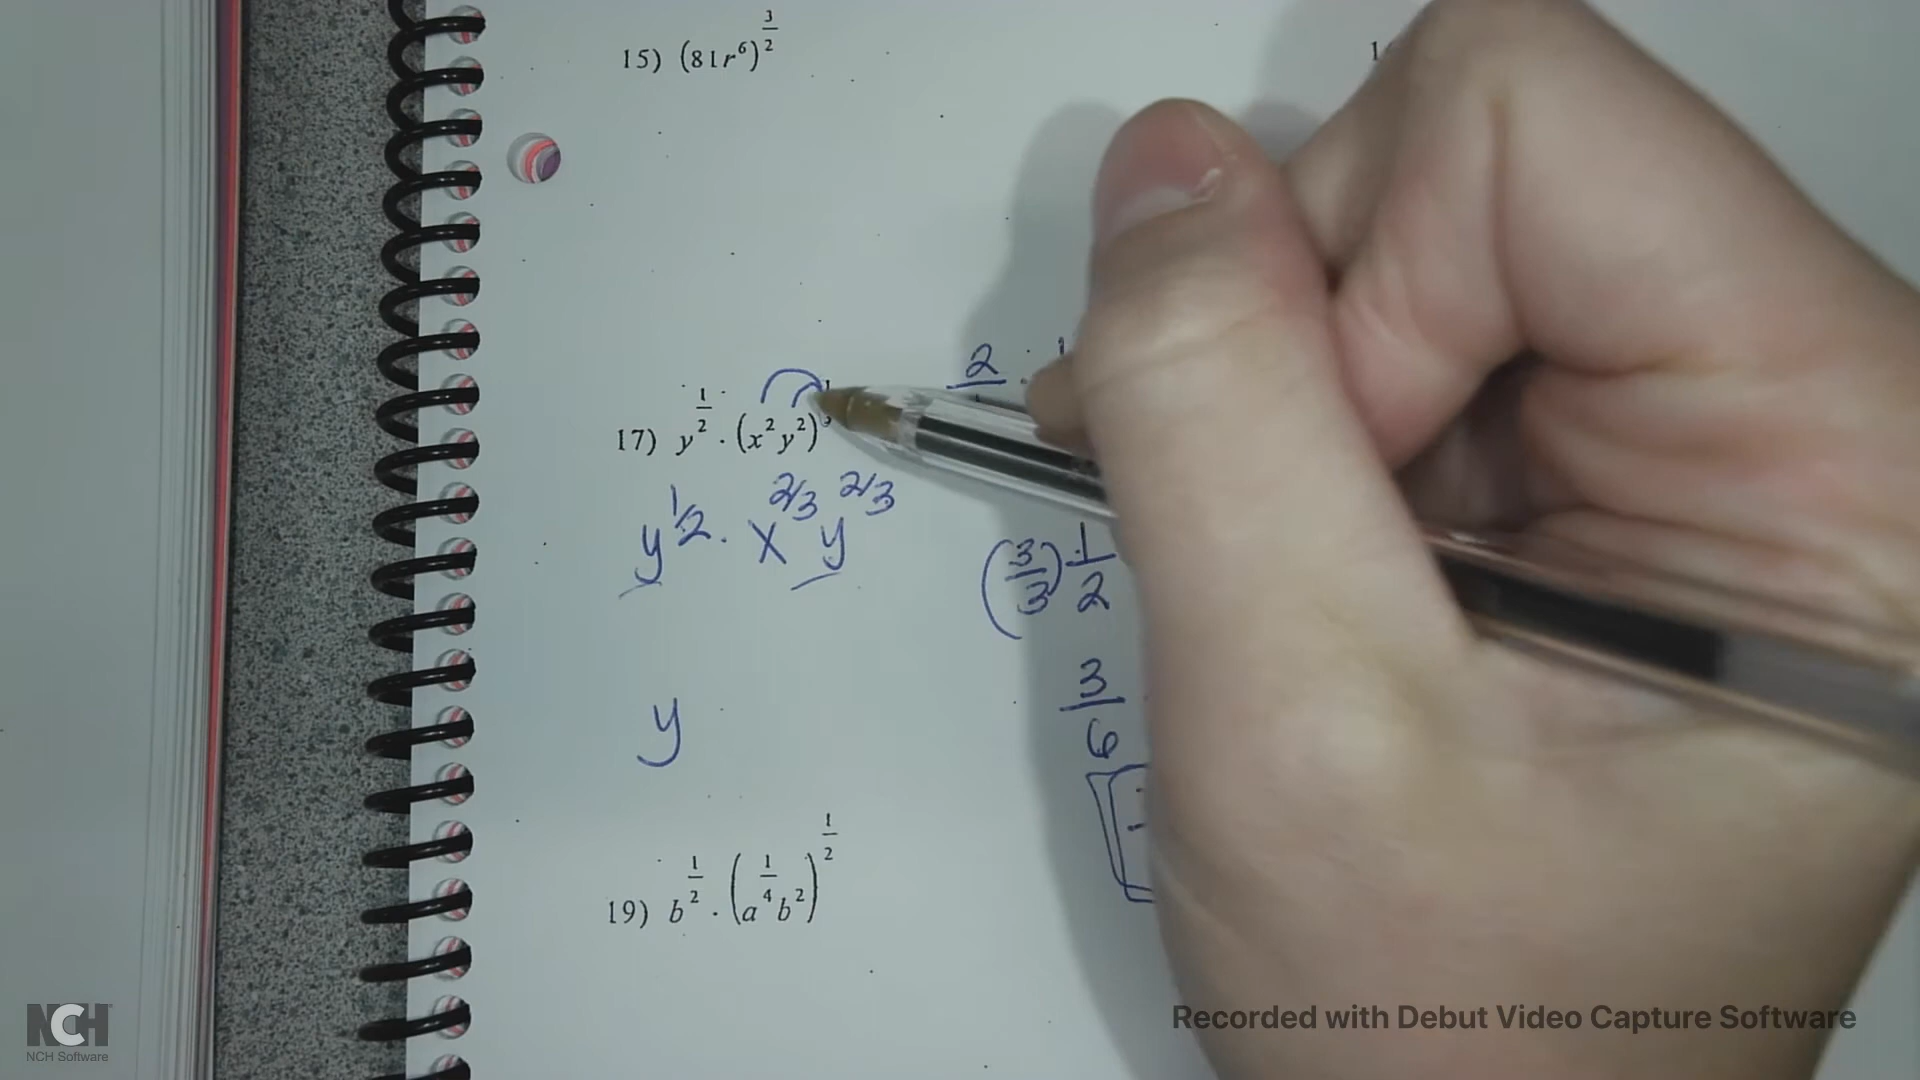 15) (81r⁶)^(3/2)
17) y^(1/2) · (x²y²)
y^(1/2) · x^(2/3) y^(2/3)
2
(3/3) 1/2
3/6
y
19) b^(1/2) · (a^(1/4) b²)^(1/2)
NCH
NCH Software
Recorded with Debut Video Capture Software